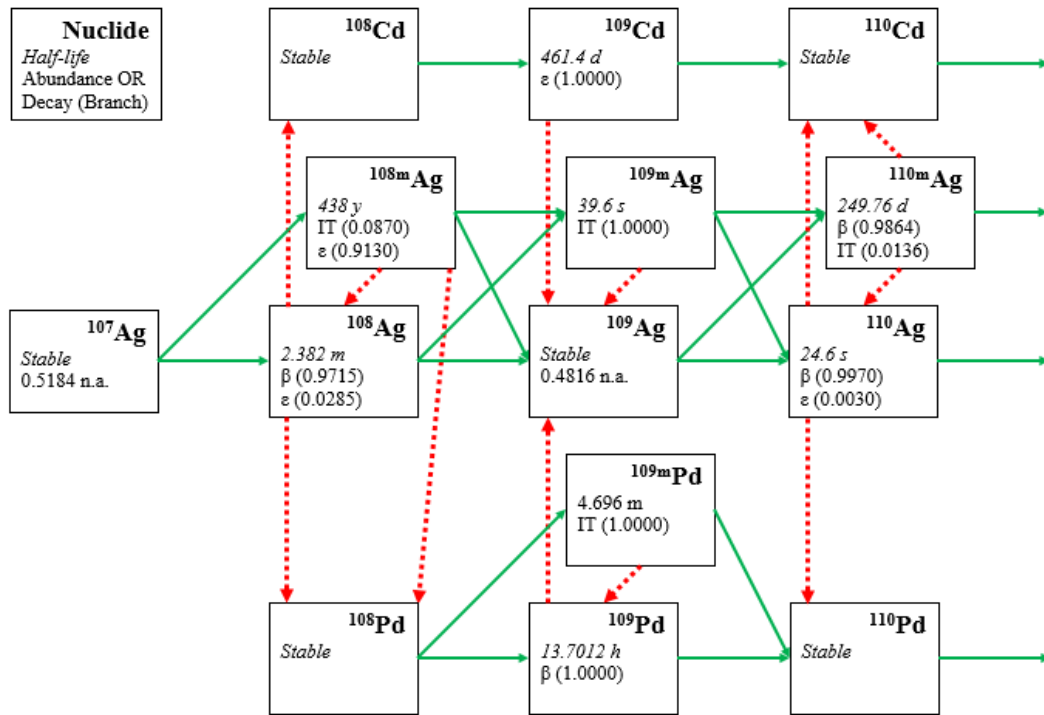 Nuclide
Half-life
Abundance OR
Decay (Branch)
¹⁰⁸Cd
Stable
¹⁰⁹Cd
461.4 d
ε (1.0000)
¹¹⁰Cd
Stable
¹⁰⁸ᵐAg
438 y
IT (0.0870)
ε (0.9130)
¹⁰⁹ᵐAg
39.6 s
IT (1.0000)
¹¹⁰ᵐAg
249.76 d
β (0.9864)
IT (0.0136)
¹⁰⁷Ag
Stable
0.5184 n.a.
¹⁰⁸Ag
2.382 m
β (0.9715)
ε (0.0285)
¹⁰⁹Ag
Stable
0.4816 n.a.
¹¹⁰Ag
24.6 s
β (0.9970)
ε (0.0030)
¹⁰⁹ᵐPd
4.696 m
IT (1.0000)
¹⁰⁸Pd
Stable
¹⁰⁹Pd
13.7012 h
β (1.0000)
¹¹⁰Pd
Stable